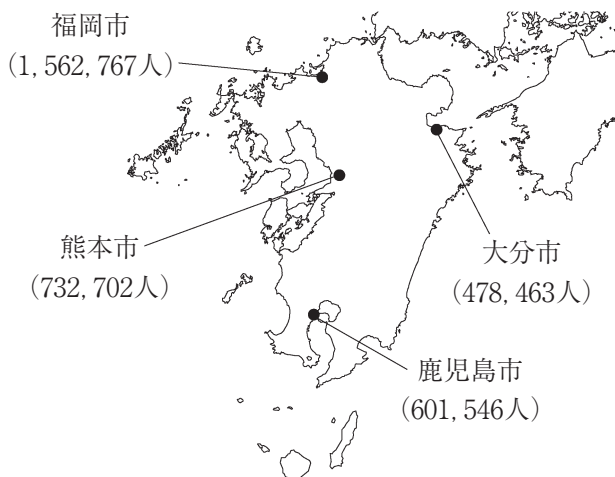 福岡市
（1,562,767人）
熊本市
（732,702人）
大分市
（478,463人）
鹿児島市
（601,546人）